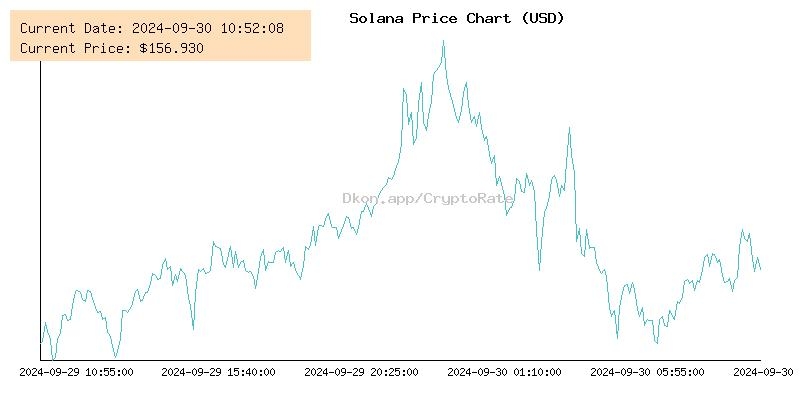 Solana Price Chart (USD)
Current Date: 2024-09-30 10:52:08
Current Price: $156.930
Dkon.app/CryptoRate
2024-09-29 10:55:00 2024-09-29 15:40:00 2024-09-29 20:25:00 2024-09-30 01:10:00 2024-09-30 05:55:00 2024-09-30